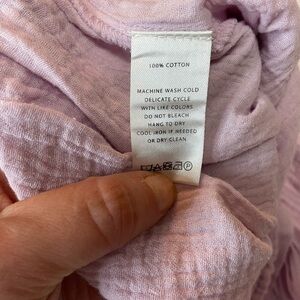 100% COTTON
MACHINE WASH COLD
DELICATE CYCLE
WITH LIKE COLORS
DO NOT BLEACH
HANG TO DRY
COOL IRON IF NEEDED
OR DRY CLEAN
P